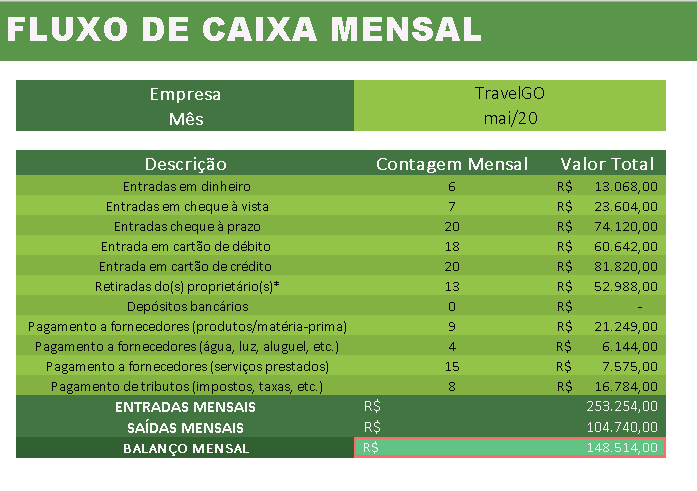 FLUXO DE CAIXA MENSAL
Empresa TravelGO
Mês mai/20
Descrição Contagem Mensal Valor Total
Entradas em dinheiro 6 R$ 13.068,00
Entradas em cheque à vista 7 R$ 23.604,00
Entradas cheque à prazo 20 R$ 74.120,00
Entrada em cartão de débito 18 R$ 60.642,00
Entrada em cartão de crédito 20 R$ 81.820,00
Retiradas do(s) proprietário(s)* 13 R$ 52.988,00
Depósitos bancários 0 R$ -
Pagamento a fornecedores (produtos/matéria-prima) 9 R$ 21.249,00
Pagamento a fornecedores (água, luz, aluguel, etc.) 4 R$ 6.144,00
Pagamento a fornecedores (serviços prestados) 15 R$ 7.575,00
Pagamento de tributos (impostos, taxas, etc.) 8 R$ 16.784,00
ENTRADAS MENSAIS R$ 253.254,00
SAÍDAS MENSAIS R$ 104.740,00
BALANÇO MENSAL R$ 148.514,00